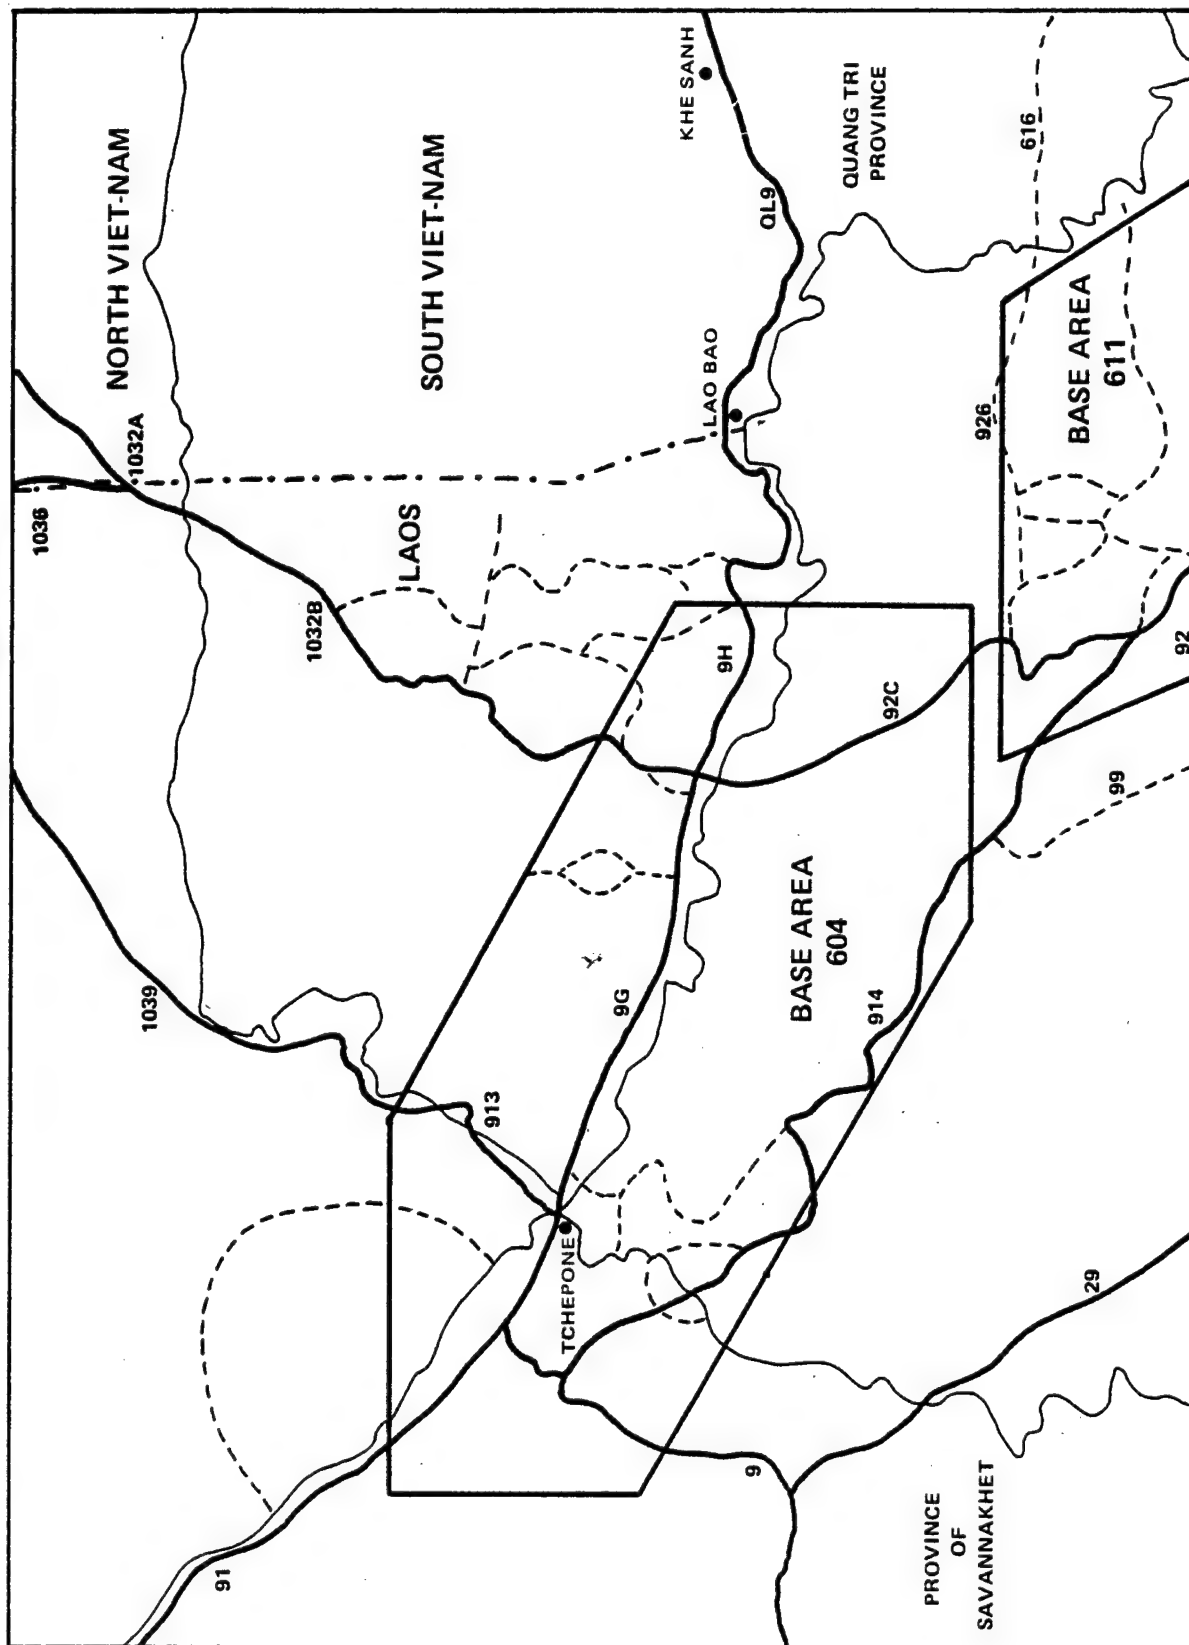 NORTH VIET-NAM
1036
1032A
1039
1032B
LAOS
SOUTH VIET-NAM
KHE SANH
QL9
LAO BAO
QUANG TRI
PROVINCE
616
91
913
9G
9H
92C
926
BASE AREA
611
TCHEPONE
BASE AREA
604
914
9
29
99
92
PROVINCE
OF
SAVANNAKHET